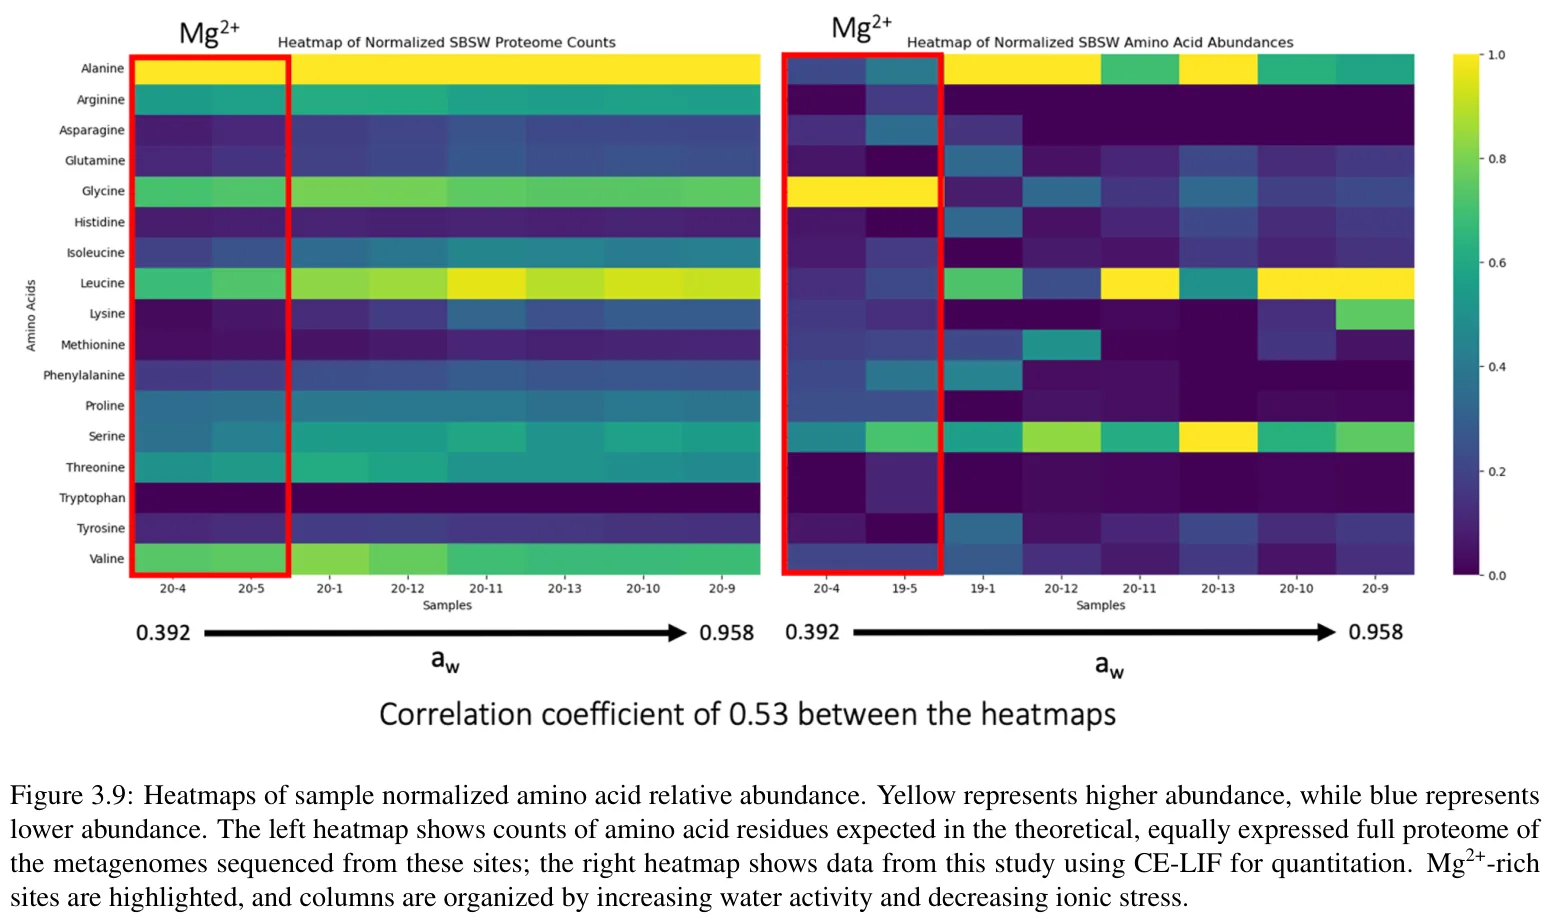 Mg2+
Heatmap of Normalized SBSW Proteome Counts
Amino Acids
Alanine
Arginine
Asparagine
Glutamine
Glycine
Histidine
Isoleucine
Leucine
Lysine
Methionine
Phenylalanine
Proline
Serine
Threonine
Tryptophan
Tyrosine
Valine
20-4 20-5 20-1 20-12 20-11 20-13 20-10 20-9
Samples
0.392 0.958
aw
Mg2+
Heatmap of Normalized SBSW Amino Acid Abundances
20-4 19-5 19-1 20-12 20-11 20-13 20-10 20-9
Samples
0.392 0.958
aw
1.0
0.8
0.6
0.4
0.2
0.0
Correlation coefficient of 0.53 between the heatmaps
Figure 3.9: Heatmaps of sample normalized amino acid relative abundance. Yellow represents higher abundance, while blue represents
lower abundance. The left heatmap shows counts of amino acid residues expected in the theoretical, equally expressed full proteome of
the metagenomes sequenced from these sites; the right heatmap shows data from this study using CE-LIF for quantitation. Mg2+-rich
sites are highlighted, and columns are organized by increasing water activity and decreasing ionic stress.